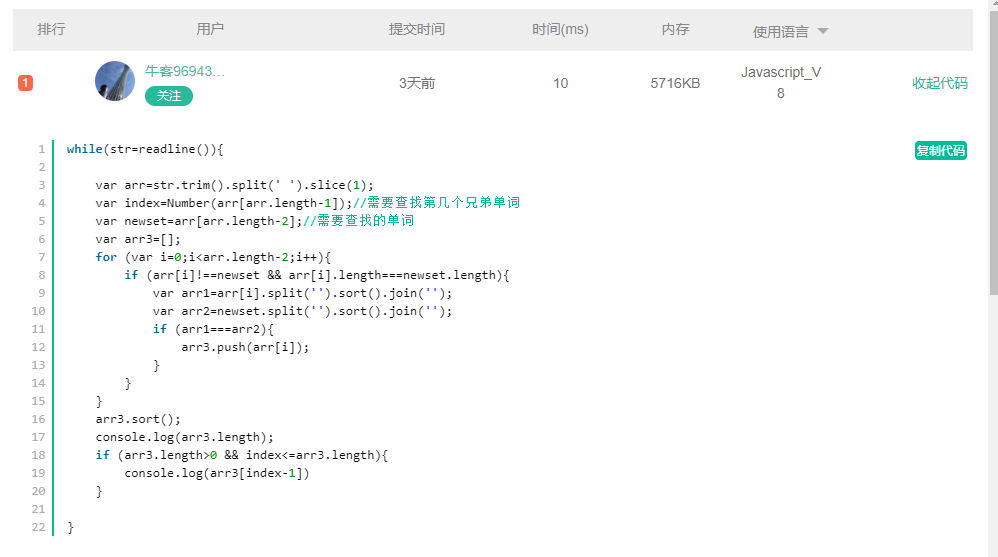 排行 用户 提交时间 时间(ms) 内存 使用语言
1 牛客96943... 3天前 10 5716KB Javascript_V8 收起代码
关注
复制代码
1 while(str=readline()){
2
3     var arr=str.trim().split(' ').slice(1);
4     var index=Number(arr[arr.length-1]);//需要查找第几个兄弟单词
5     var newset=arr[arr.length-2];//需要查找的单词
6     var arr3=[];
7     for (var i=0;i<arr.length-2;i++){
8         if (arr[i]!==newset && arr[i].length===newset.length){
9             var arr1=arr[i].split('').sort().join('');
10             var arr2=newset.split('').sort().join('');
11             if (arr1===arr2){
12                 arr3.push(arr[i]);
13             }
14         }
15     }
16     arr3.sort();
17     console.log(arr3.length);
18     if (arr3.length>0 && index<=arr3.length){
19         console.log(arr3[index-1])
20     }
21
22 }